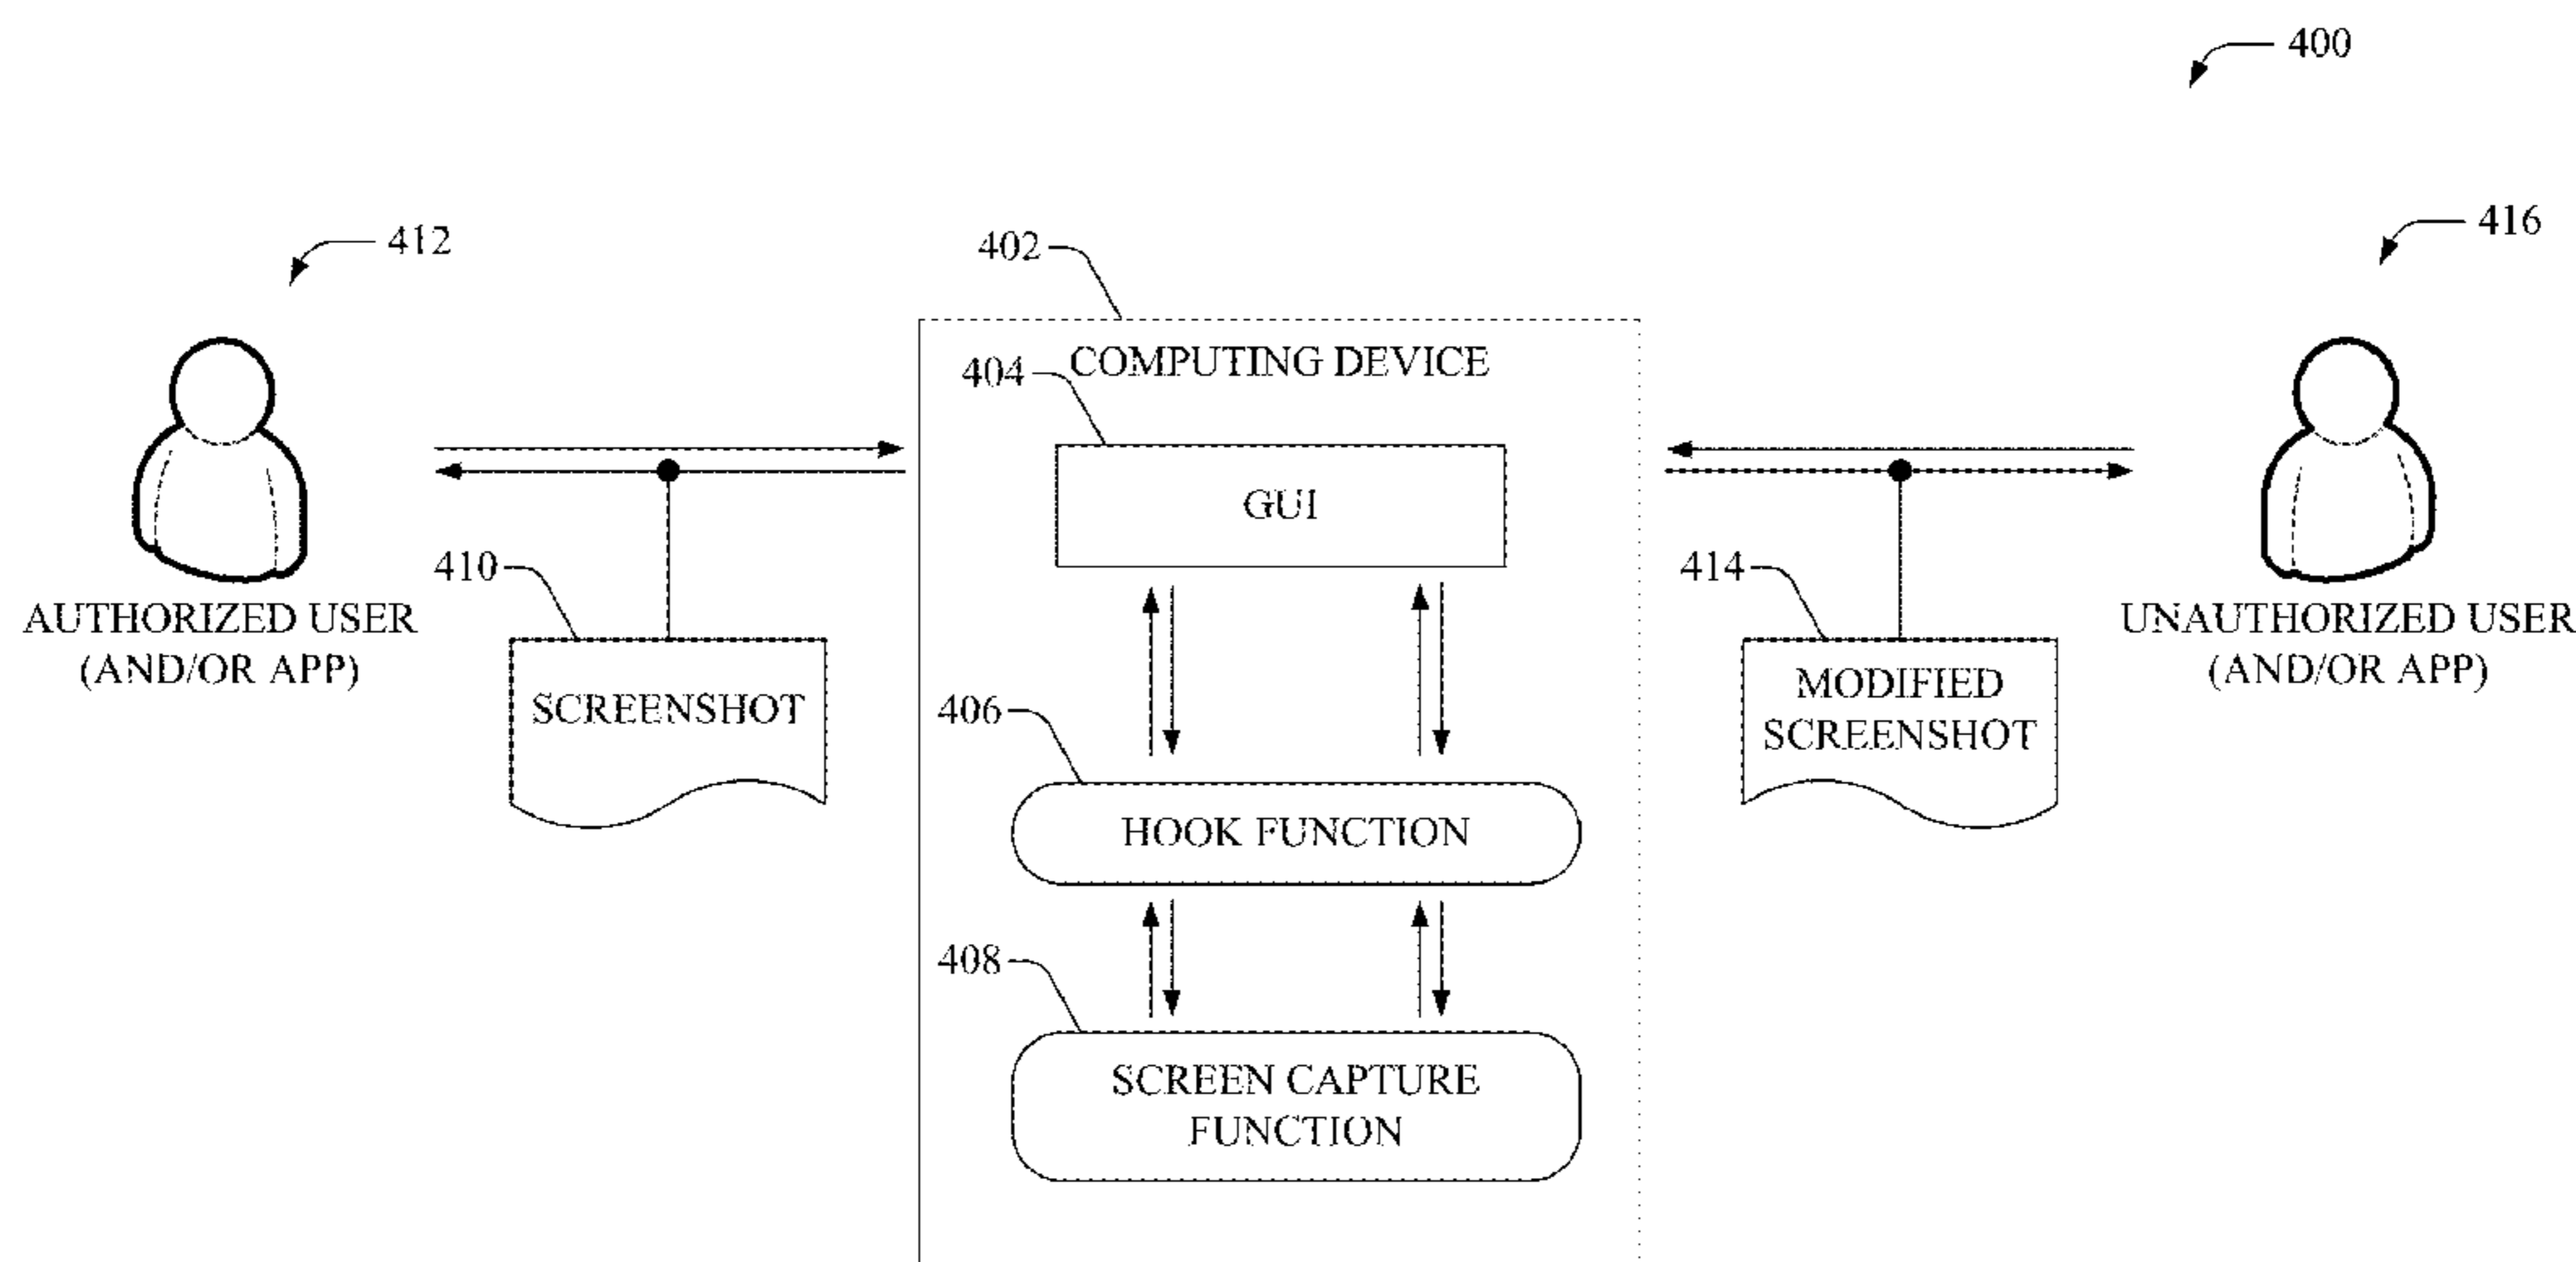 400
412
402
416
COMPUTING DEVICE
404
GUI
410
414
AUTHORIZED USER
(AND/OR APP)
UNAUTHORIZED USER
(AND/OR APP)
SCREENSHOT
MODIFIED
SCREENSHOT
406
HOOK FUNCTION
408
SCREEN CAPTURE
FUNCTION